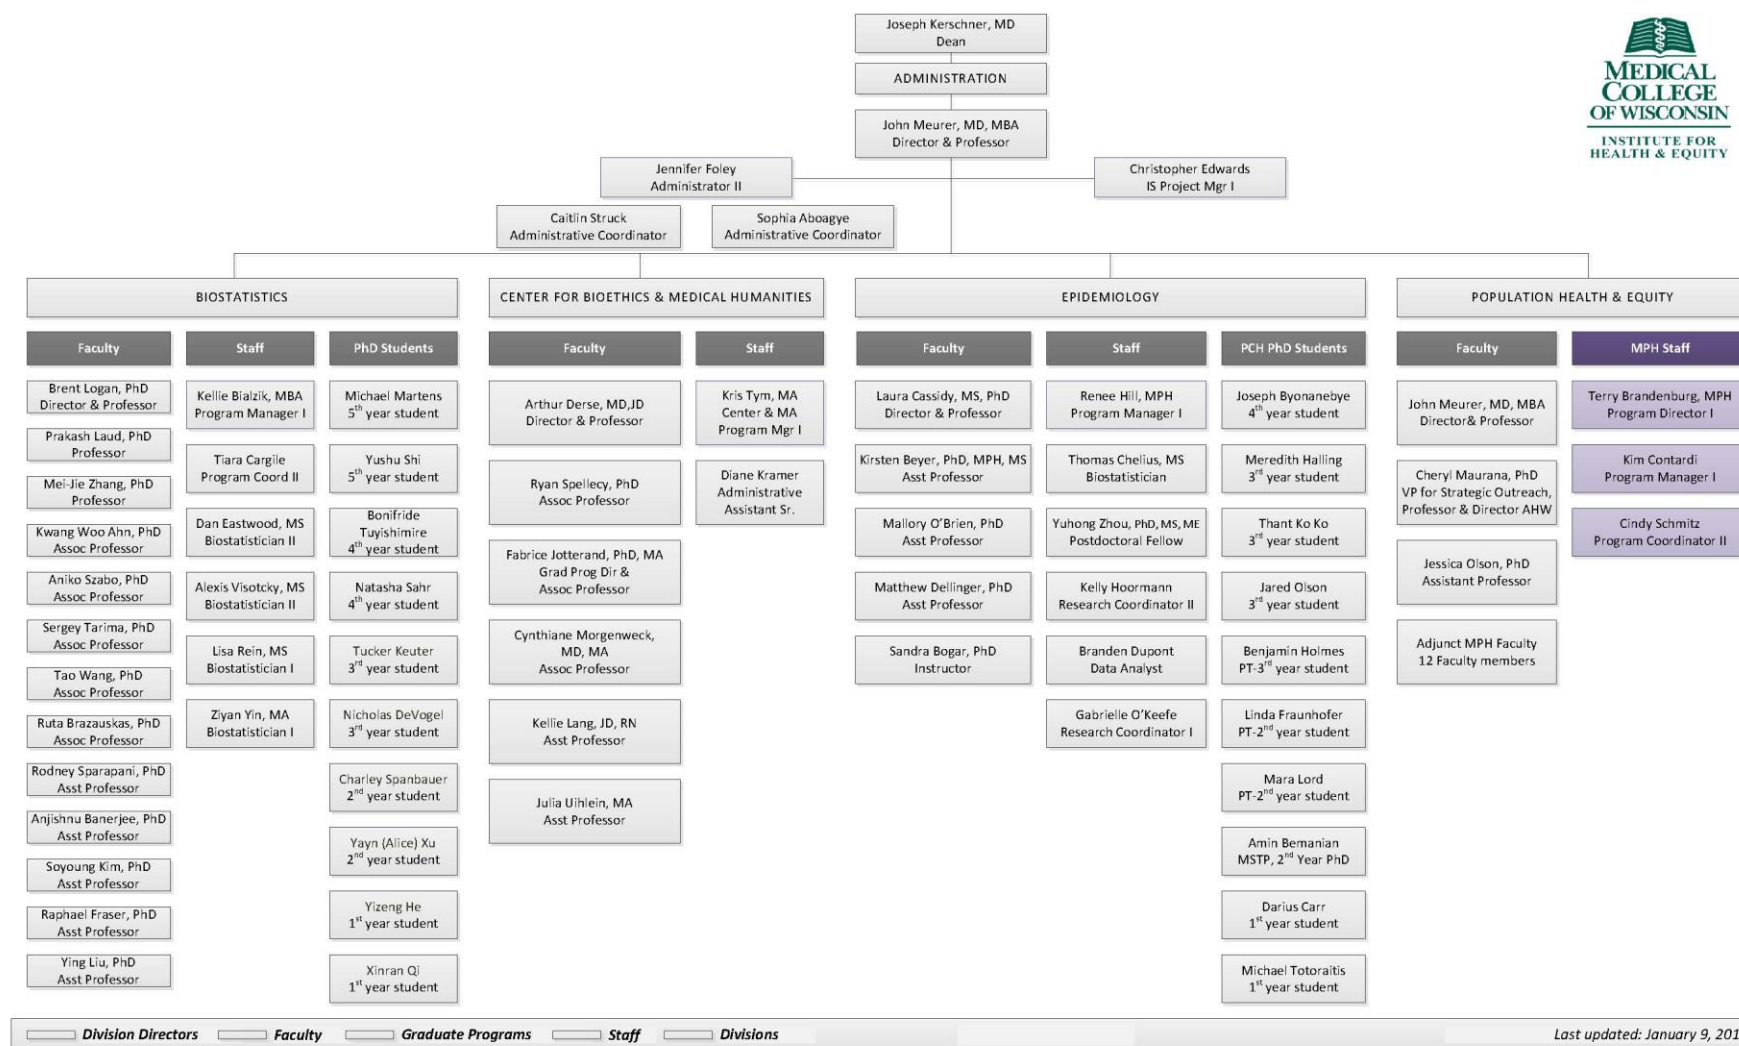 Joseph Kerschner, MD
Dean
ADMINISTRATION
John Meurer, MD, MBA
Director & Professor
MEDICAL
COLLEGE
OF WISCONSIN
INSTITUTE FOR
HEALTH & EQUITY
Jennifer Foley
Administrator II
Christopher Edwards
IS Project Mgr I
Caitlin Struck
Administrative Coordinator
Sophia Aboagye
Administrative Coordinator
BIOSTATISTICS
Faculty
Brent Logan, PhD
Director & Professor
Prakash Laud, PhD
Professor
Mei-Jie Zhang, PhD
Professor
Kwang Woo Ahn, PhD
Assoc Professor
Aniko Szabo, PhD
Assoc Professor
Sergey Tarima, PhD
Assoc Professor
Tao Wang, PhD
Assoc Professor
Ruta Brazauskas, PhD
Assoc Professor
Rodney Sparapani, PhD
Asst Professor
Anjishnu Banerjee, PhD
Asst Professor
Soyoung Kim, PhD
Asst Professor
Raphael Fraser, PhD
Asst Professor
Ying Liu, PhD
Asst Professor
Staff
Kellie Bialzik, MBA
Program Manager I
Tiara Cargile
Program Coord II
Dan Eastwood, MS
Biostatistician II
Alexis Visotcky, MS
Biostatistician II
Lisa Rein, MS
Biostatistician I
Ziyan Yin, MA
Biostatistician I
PhD Students
Michael Martens
5th year student
Yushu Shi
5th year student
Bonifride
Tuyishimire
4th year student
Natasha Sahr
4th year student
Tucker Keuter
3rd year student
Nicholas DeVogel
3rd year student
Charley Spanbauer
2nd year student
Yayn (Alice) Xu
2nd year student
Yizeng He
1st year student
Xinran Qi
1st year student
CENTER FOR BIOETHICS & MEDICAL HUMANITIES
Faculty
Arthur Derse, MD,JD
Director & Professor
Ryan Spellecy, PhD
Assoc Professor
Fabrice Jotterand, PhD, MA
Grad Prog Dir &
Assoc Professor
Cynthiane Morgenweck,
MD, MA
Assoc Professor
Kellie Lang, JD, RN
Asst Professor
Julia Uihlein, MA
Asst Professor
Staff
Kris Tym, MA
Center & MA
Program Mgr I
Diane Kramer
Administrative
Assistant Sr.
EPIDEMIOLOGY
Faculty
Laura Cassidy, MS, PhD
Director & Professor
Kirsten Beyer, PhD, MPH, MS
Asst Professor
Mallory O'Brien, PhD
Asst Professor
Matthew Dellinger, PhD
Asst Professor
Sandra Bogar, PhD
Instructor
Staff
Renee Hill, MPH
Program Manager I
Thomas Chelius, MS
Biostatistician
Yuhong Zhou, PhD, MS, ME
Postdoctoral Fellow
Kelly Hoormann
Research Coordinator II
Branden Dupont
Data Analyst
Gabrielle O'Keefe
Research Coordinator I
PCH PhD Students
Joseph Byonanebye
4th year student
Meredith Halling
3rd year student
Thant Ko Ko
3rd year student
Jared Olson
3rd year student
Benjamin Holmes
PT-3rd year student
Linda Fraunhofer
PT-2nd year student
Mara Lord
PT-2nd year student
Amin Bemanian
MSTP, 2nd Year PhD
Darius Carr
1st year student
Michael Totoraitis
1st year student
POPULATION HEALTH & EQUITY
Faculty
John Meurer, MD, MBA
Director& Professor
Cheryl Maurana, PhD
VP for Strategic Outreach,
Professor & Director AHW
Jessica Olson, PhD
Assistant Professor
Adjunct MPH Faculty
12 Faculty members
MPH Staff
Terry Brandenburg, MPH
Program Director I
Kim Contardi
Program Manager I
Cindy Schmitz
Program Coordinator II
Division Directors
Faculty
Graduate Programs
Staff
Divisions
Last updated: January 9, 201